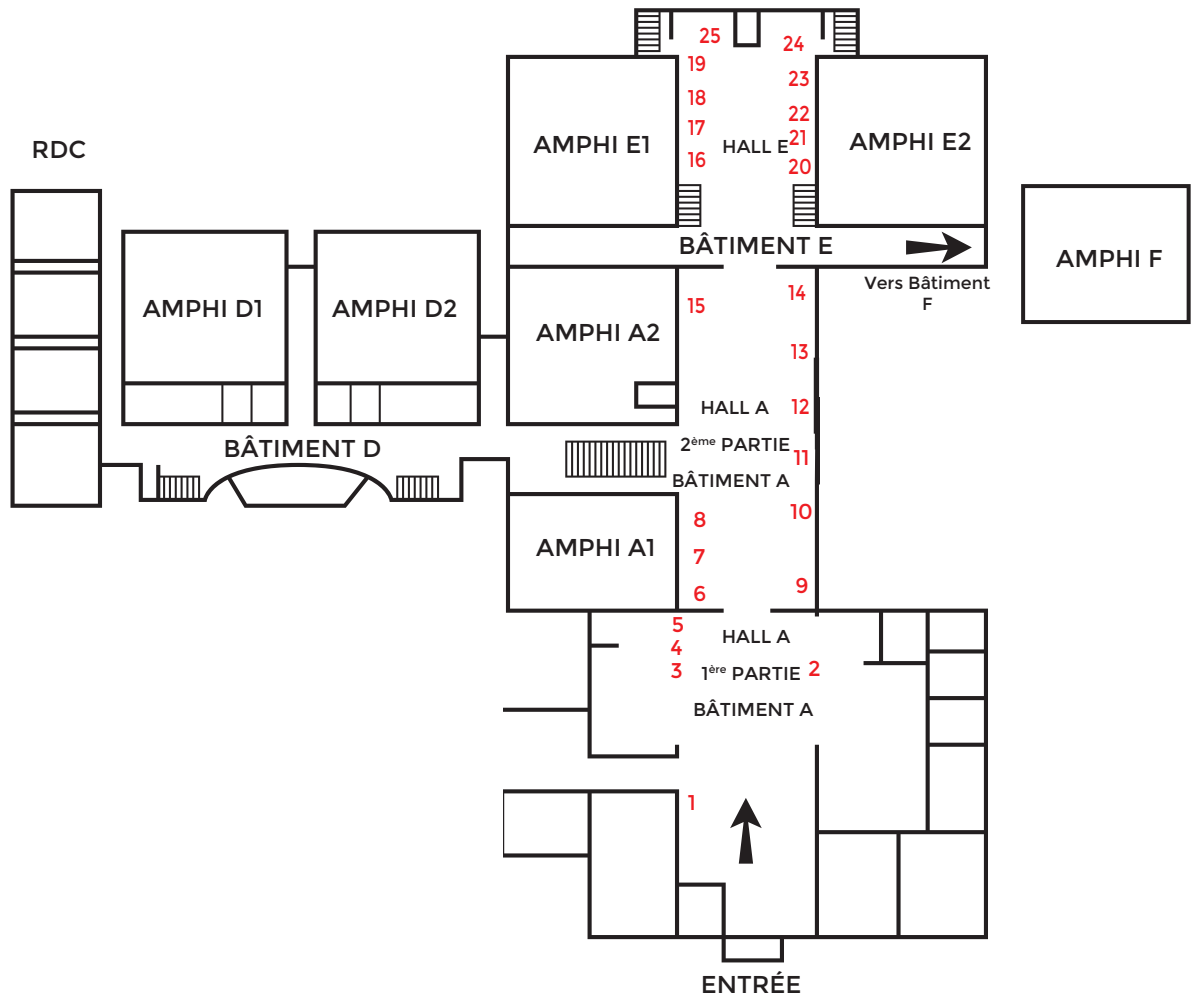 25
24
19
23
RDC
18
22
AMPHI E1
17
HALL E
21
AMPHI E2
16
20
BÂTIMENT E
AMPHI F
Vers Bâtiment
F
14
15
AMPHI D1
AMPHI D2
AMPHI A2
13
HALL A
12
2ème PARTIE
BÂTIMENT D
11
BÂTIMENT A
10
8
AMPHI A1
7
9
6
5
HALL A
4
3
1ère PARTIE
2
BÂTIMENT A
1
ENTRÉE